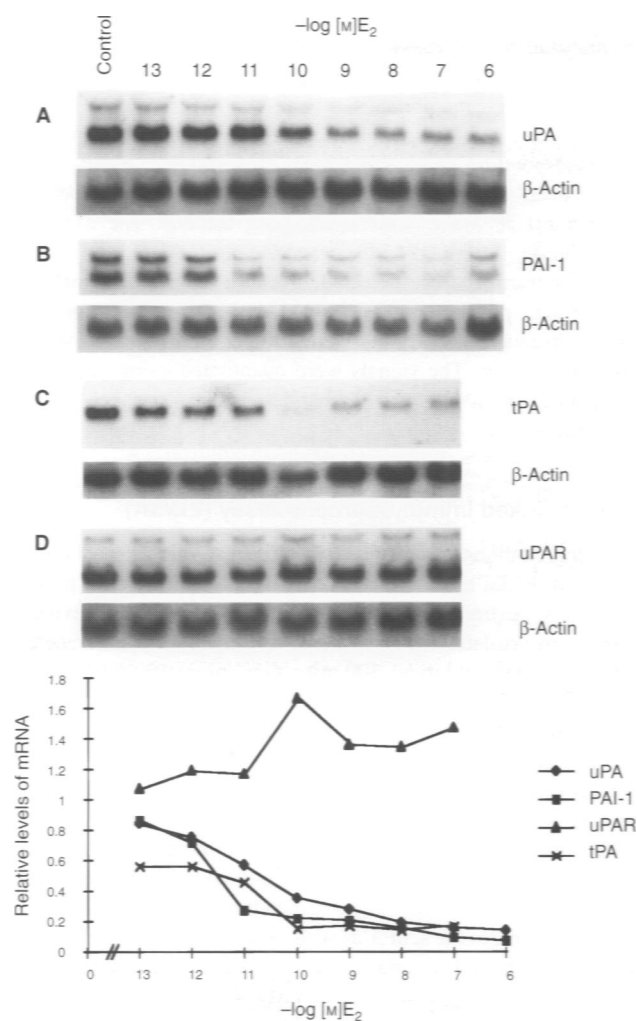 –log [M]E₂
Control 13 12 11 10 9 8 7 6
A
uPA
β-Actin
B
PAI-1
β-Actin
C
tPA
β-Actin
D
uPAR
β-Actin
Relative levels of mRNA
1.8
1.6
1.4
1.2
1
0.8
0.6
0.4
0.2
0
0 13 12 11 10 9 8 7 6
–log [M]E₂
uPA
PAI-1
uPAR
tPA